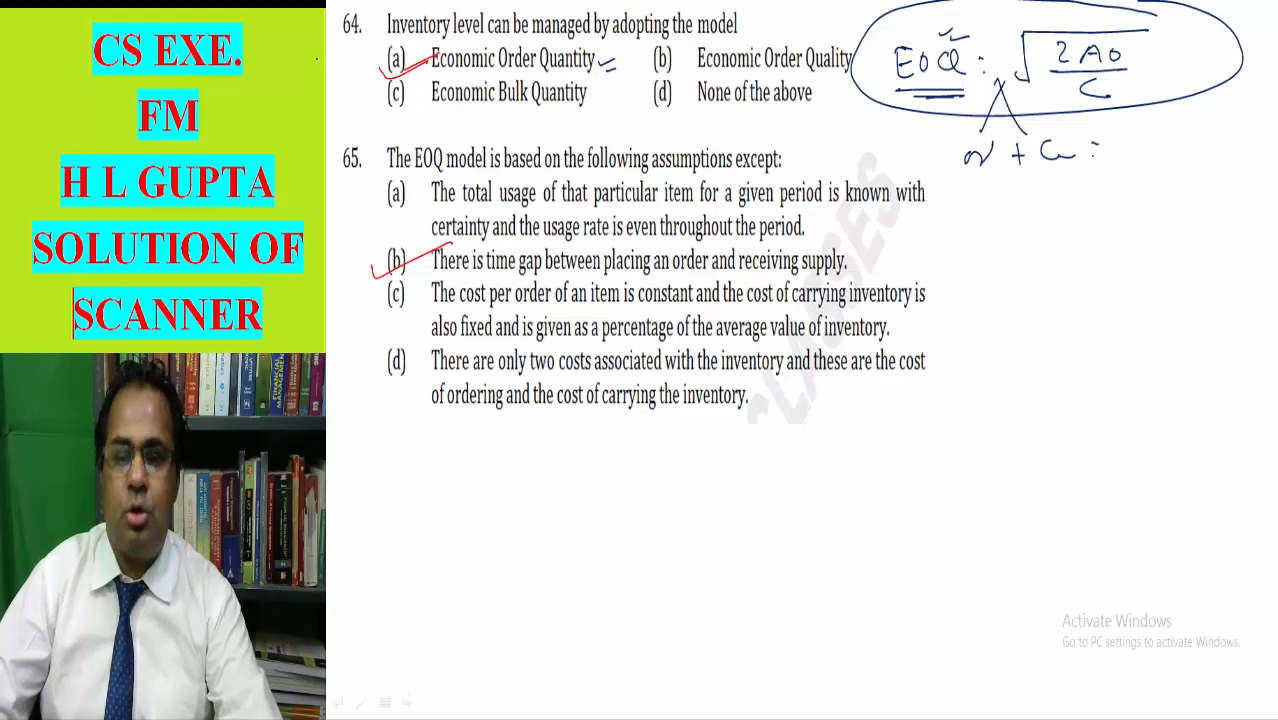 CS EXE.
FM
H L GUPTA
SOLUTION OF
SCANNER
64. Inventory level can be managed by adopting the model
(a) Economic Order Quantity (b) Economic Order Quality
(c) Economic Bulk Quantity (d) None of the above
EOQ : √ 2AO
C
+
65. The EOQ model is based on the following assumptions except:
(a) The total usage of that particular item for a given period is known with
certainty and the usage rate is even throughout the period.
(b) There is time gap between placing an order and receiving supply.
(c) The cost per order of an item is constant and the cost of carrying inventory is
also fixed and is given as a percentage of the average value of inventory.
(d) There are only two costs associated with the inventory and these are the cost
of ordering and the cost of carrying the inventory.
CLASSES
CLASSES
Activate Windows
Go to PC settings to activate Windows.